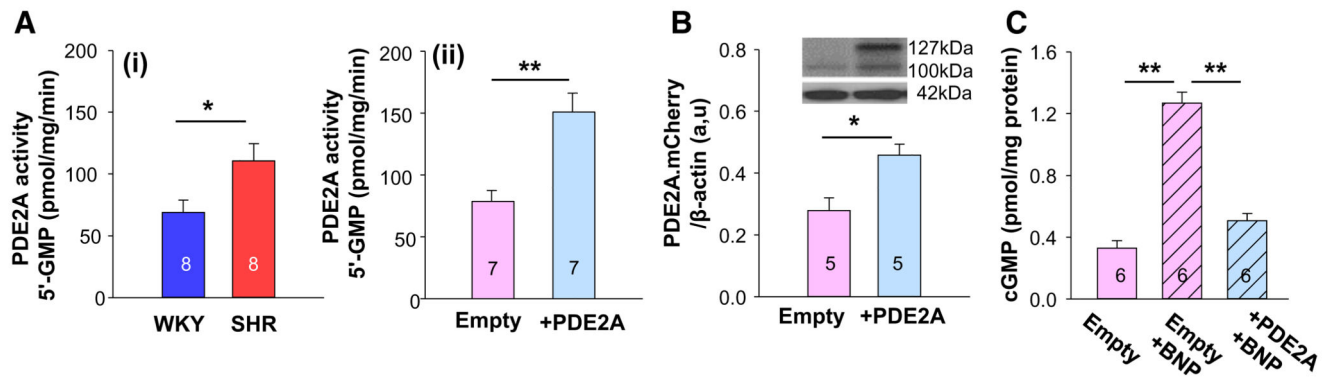 A
(i)
PDE2A activity
5'-GMP (pmol/mg/min)
200
150
100
50
0
*
8
8
WKY
SHR
(ii)
PDE2A activity
5'-GMP (pmol/mg/min)
200
150
100
50
0
**
7
7
Empty
+PDE2A
B
PDE2A.mCherry
/β-actin (a,u)
0.8
0.6
0.4
0.2
0.0
127kDa
100kDa
42kDa
*
5
5
Empty
+PDE2A
C
cGMP (pmol/mg protein)
1.6
1.2
0.8
0.4
0.0
**
**
6
6
6
Empty
Empty
+BNP
+PDE2A
+BNP